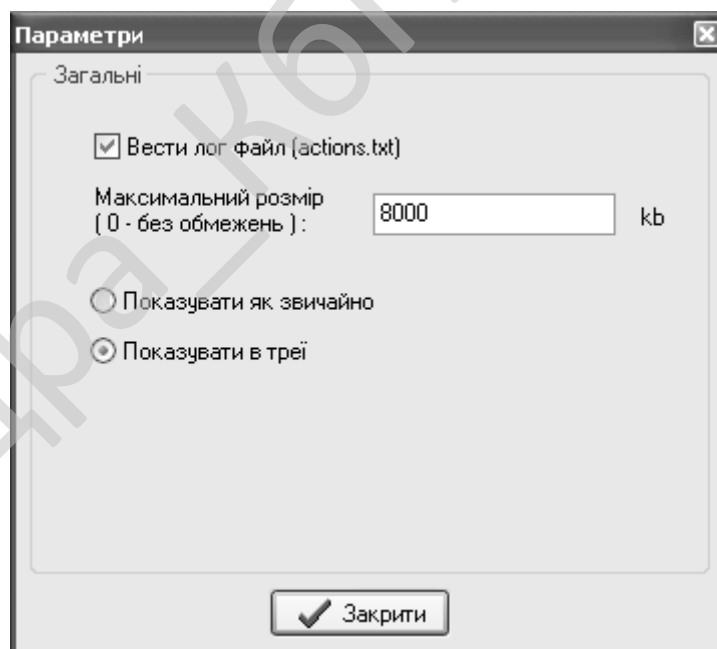 Параметри
Загальні
Вести лог файл (actions.txt)
Максимальний розмір
( 0 - без обмежень ) :
8000
kb
Показувати як звичайно
Показувати в треї
Закрити